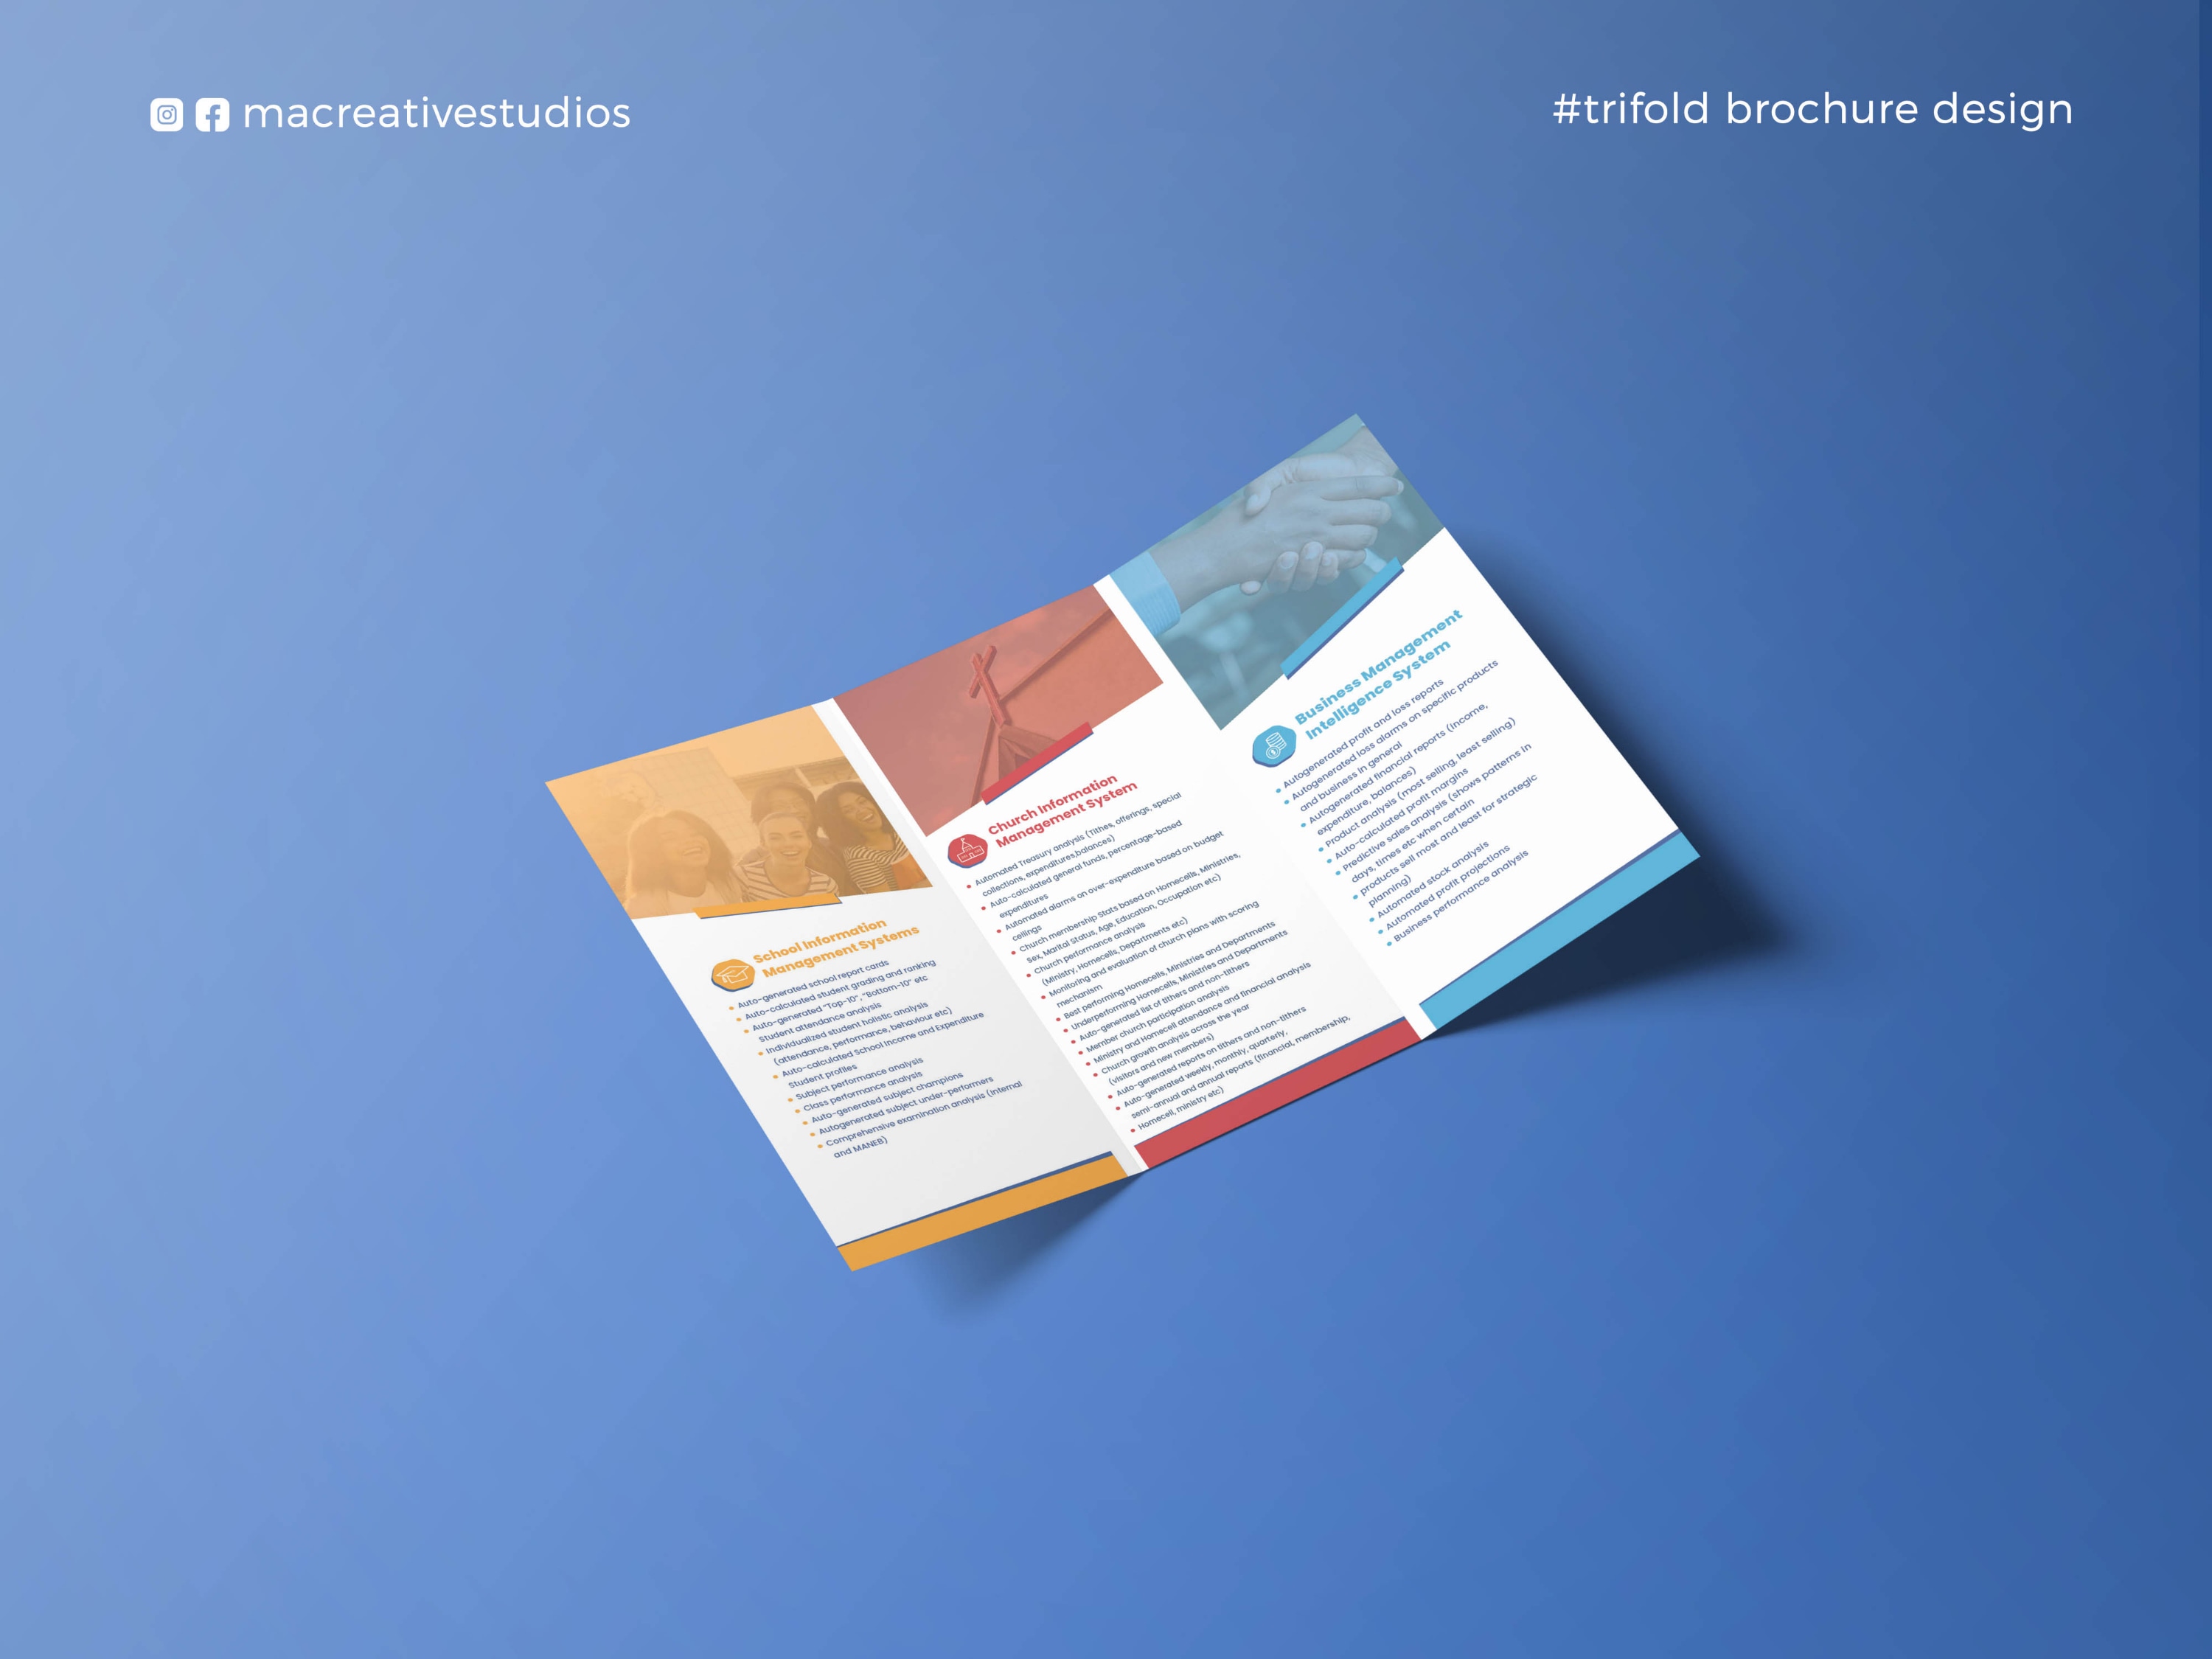 macreativestudios
#trifold brochure design
School Information
Management Systems
Auto-generated school report cards
Auto-calculated student grading and ranking
Auto-generated "Top-10", "Bottom-10" etc
Student attendance analysis
Individualized student holistic analysis
(attendance, performance, behaviour etc)
Auto-calculated School Income and Expenditure
Student profiles
Subject performance analysis
Class performance analysis
Auto-generated subject champions
Autogenerated subject under-performers
Comprehensive examination analysis (internal
and MANEB)
Church Information
Management System
Automated Treasury analysis (Tithes, offerings, special
collections, expenditures,balances)
Auto-calculated general funds, percentage-based
expenditures
Automated alarms on over-expenditure based on budget
ceilings
Church membership Stats based on Homecells, Ministries,
Sex, Marital Status, Age, Education, Occupation etc)
Church performance analysis
(Ministry, Homecells, Departments etc)
Monitoring and evaluation of church plans with scoring
mechanism
Best performing Homecells, Ministries and Departments
Underperforming Homecells, Ministries and Departments
Auto-generated list of tithers and non-tithers
Member church participation analysis
Ministry and Homecell attendance and financial analysis
Church growth analysis across the year
(visitors and new members)
Auto-generated reports on tithers and non-tithers
Auto-generated weekly, monthly, quarterly,
semi-annual and annual reports (financial, membership,
Homecell, ministry etc)
Business Management
Intelligence System
Autogenerated profit and loss reports
Autogenerated loss alarms on specific products
and business in general
Autogenerated financial reports (income,
expenditure, balances)
Product analysis (most selling, least selling)
Auto-calculated profit margins
Predictive sales analysis (shows patterns in
days, times etc when certain
products sell most and least for strategic
planning)
Automated stock analysis
Automated profit projections
Business performance analysis